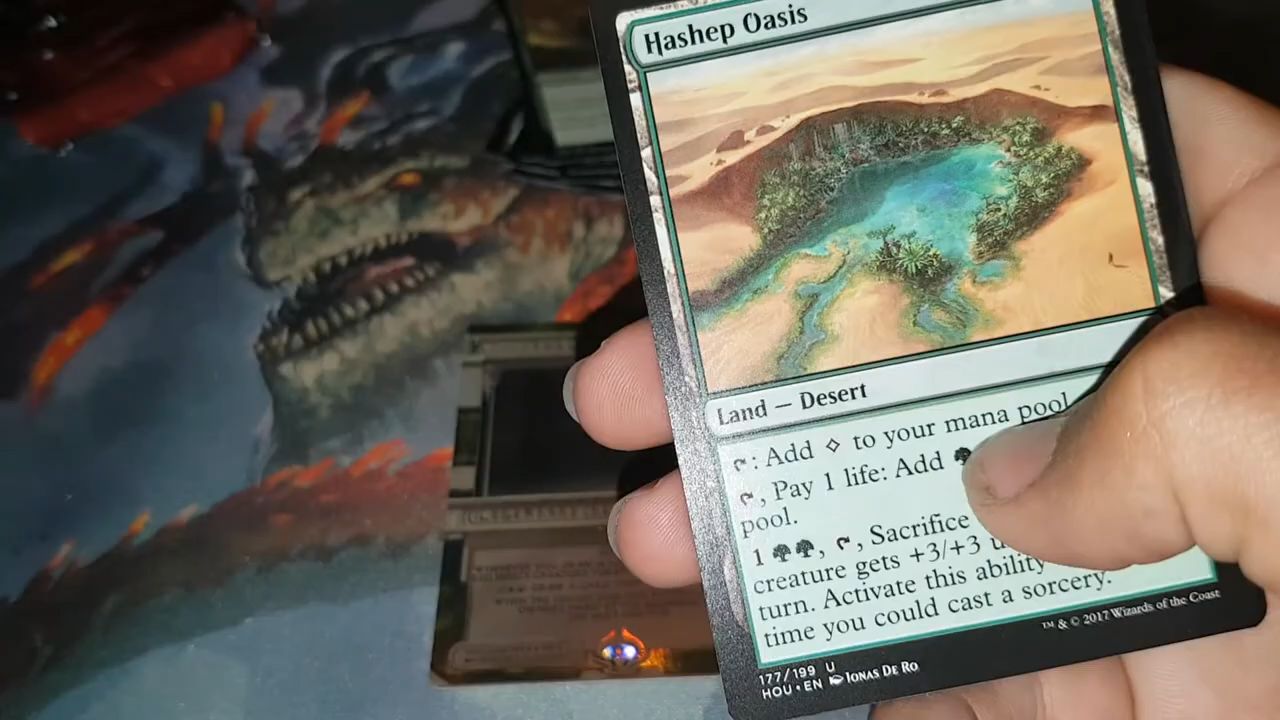 Hashep Oasis
Land — Desert
: Add to your mana pool
, Pay 1 life: Add
pool.
1 , , Sacrifice
creature gets +3/+3
turn. Activate this ability
time you could cast a sorcery.
™ & © 2017 Wizards of the Coast
177/199 U
HOU • EN Jonas De Ro